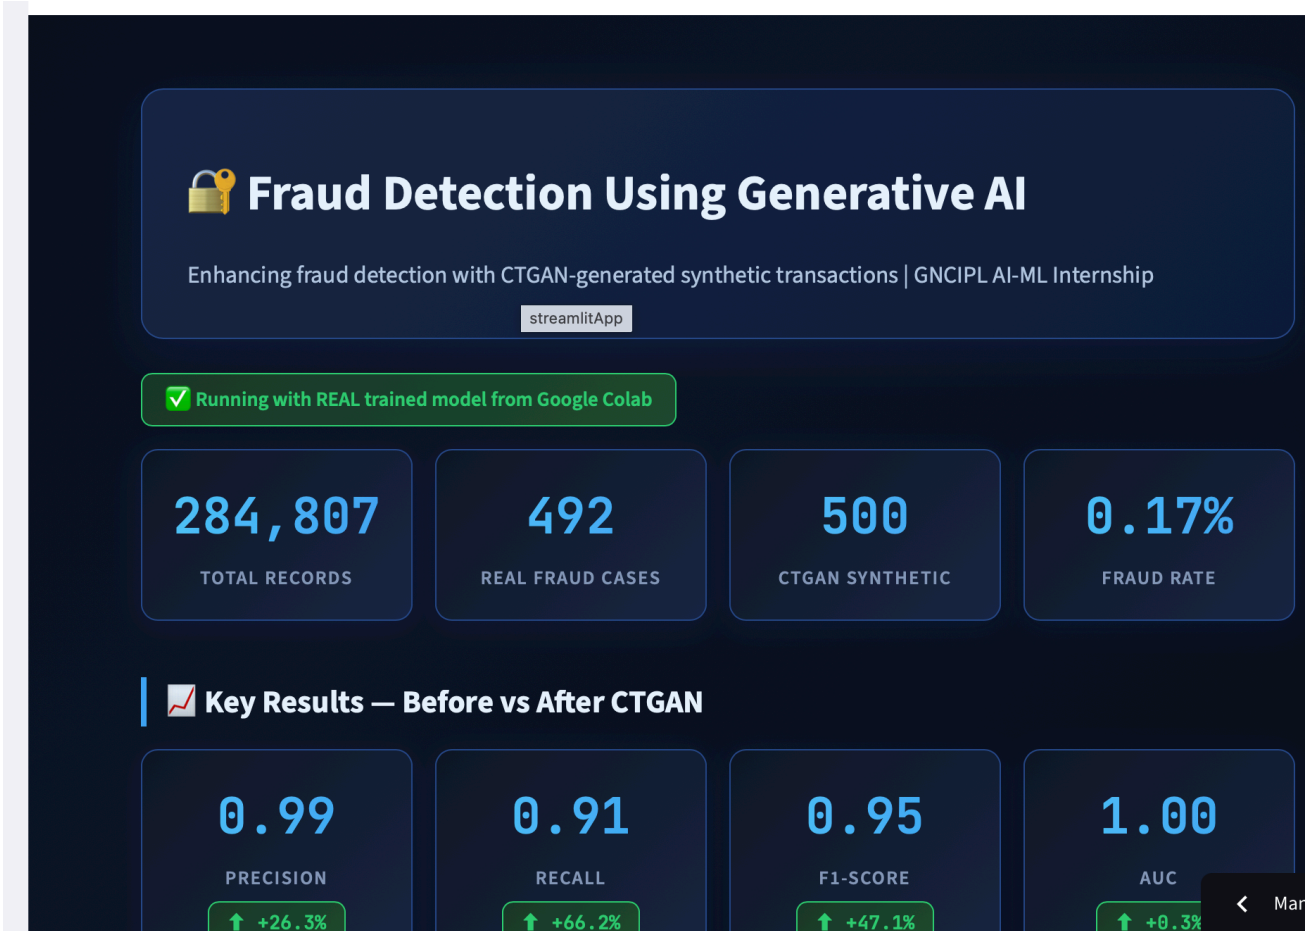 🔐 Fraud Detection Using Generative AI
Enhancing fraud detection with CTGAN-generated synthetic transactions | GNCIPL AI-ML Internship
streamlitApp
✅ Running with REAL trained model from Google Colab
284,807
TOTAL RECORDS
492
REAL FRAUD CASES
500
CTGAN SYNTHETIC
0.17%
FRAUD RATE
📈 Key Results — Before vs After CTGAN
0.99
PRECISION
⬆ +26.3%
0.91
RECALL
⬆ +66.2%
0.95
F1-SCORE
⬆ +47.1%
1.00
AUC
⬆ +0.3%